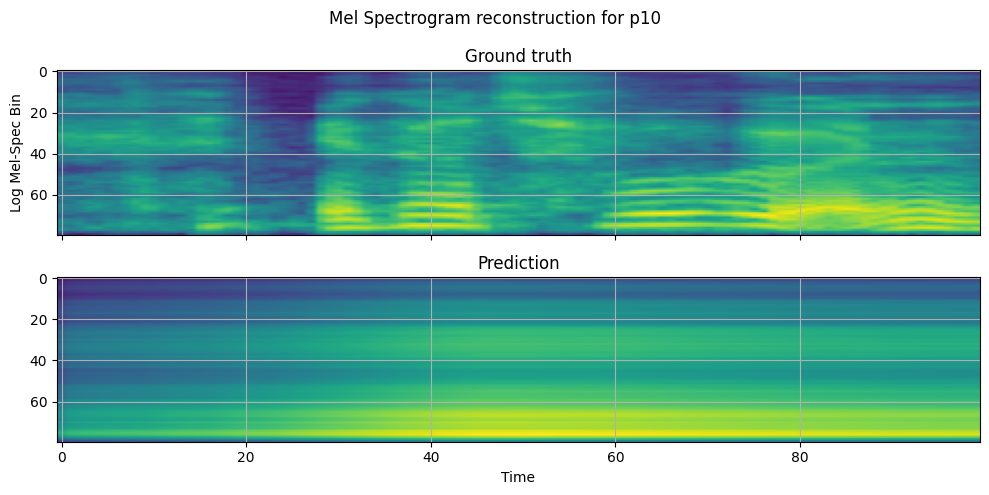 Mel Spectrogram reconstruction for p10
Ground truth
0
20
40
60
Log Mel-Spec Bin
Prediction
0
20
40
60
0 20 40 60 80
Time